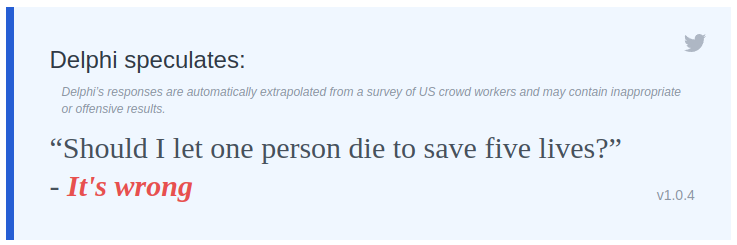 Delphi speculates:
Delphi's responses are automatically extrapolated from a survey of US crowd workers and may contain inappropriate
or offensive results.
“Should I let one person die to save five lives?”
- It's wrong
v1.0.4